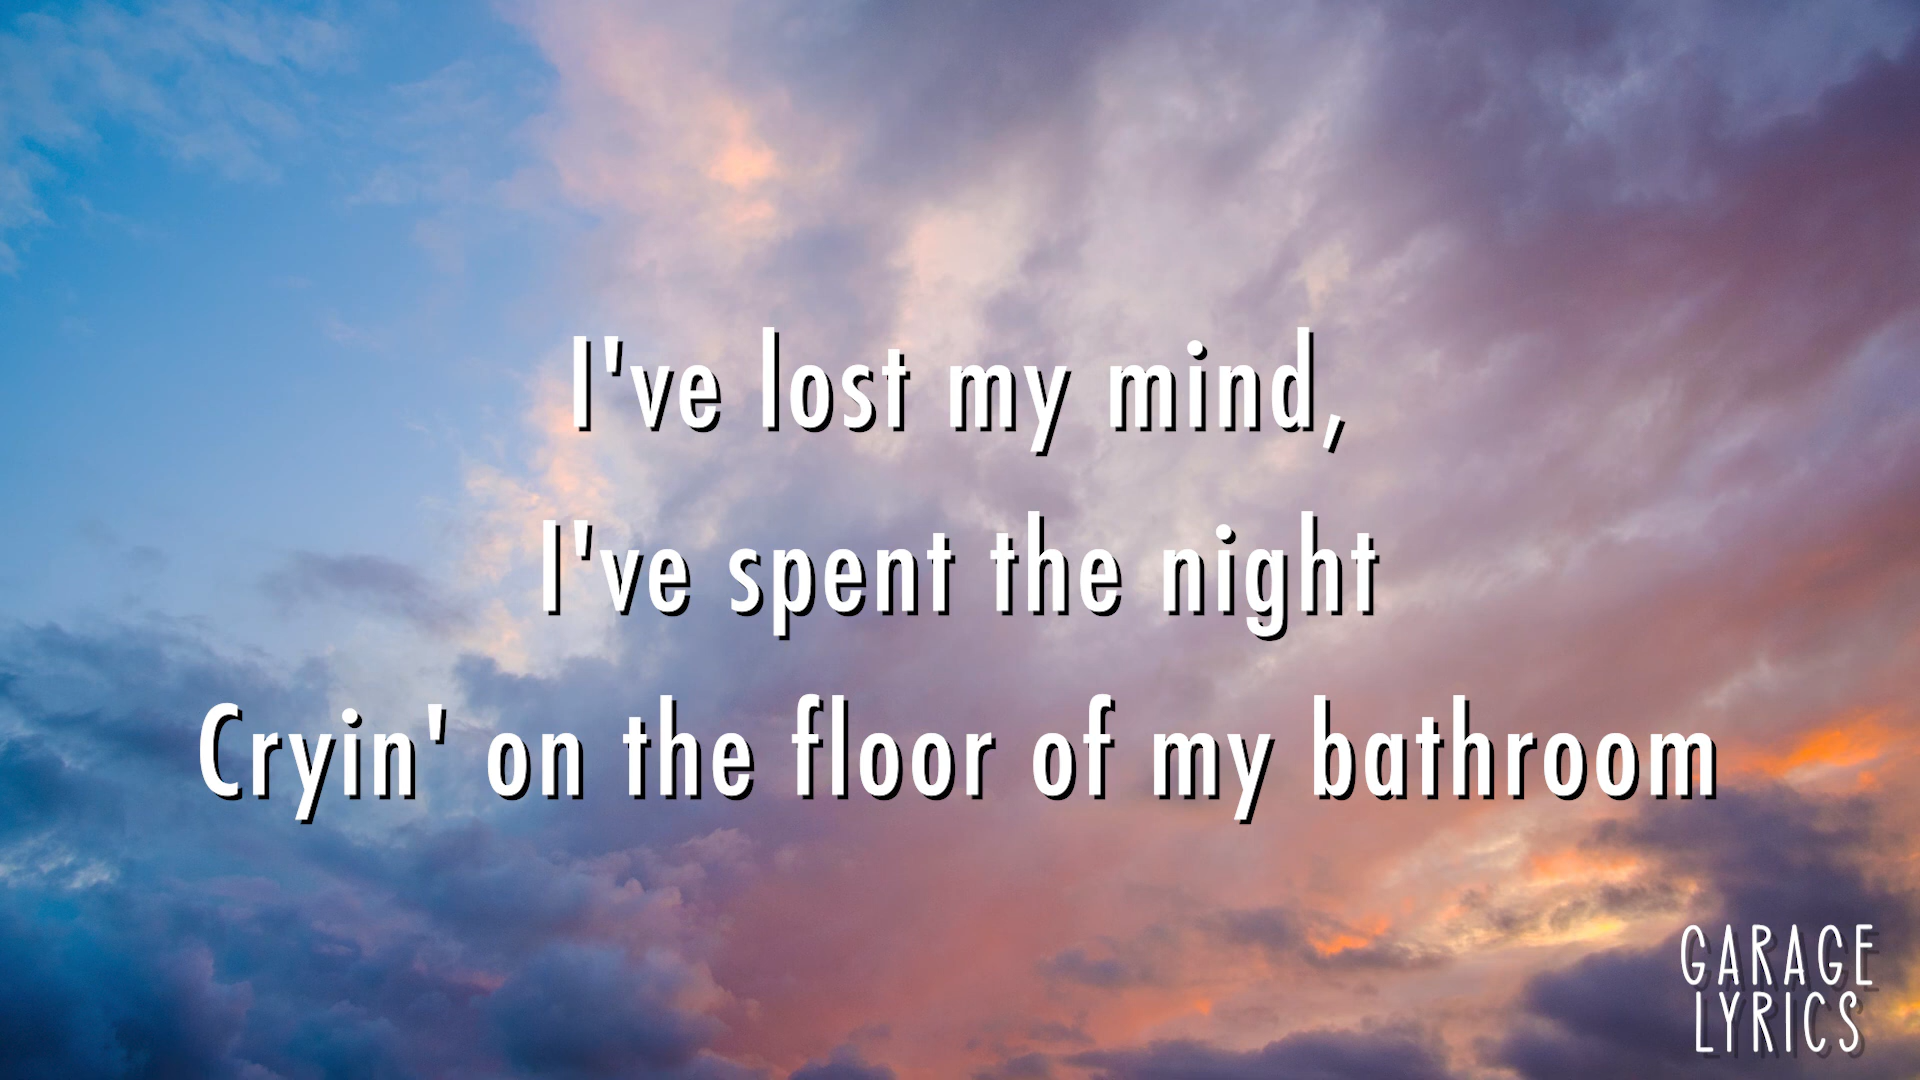 I've lost my mind,
I've spent the night
Cryin' on the floor of my bathroom
GARAGE
LYRICS